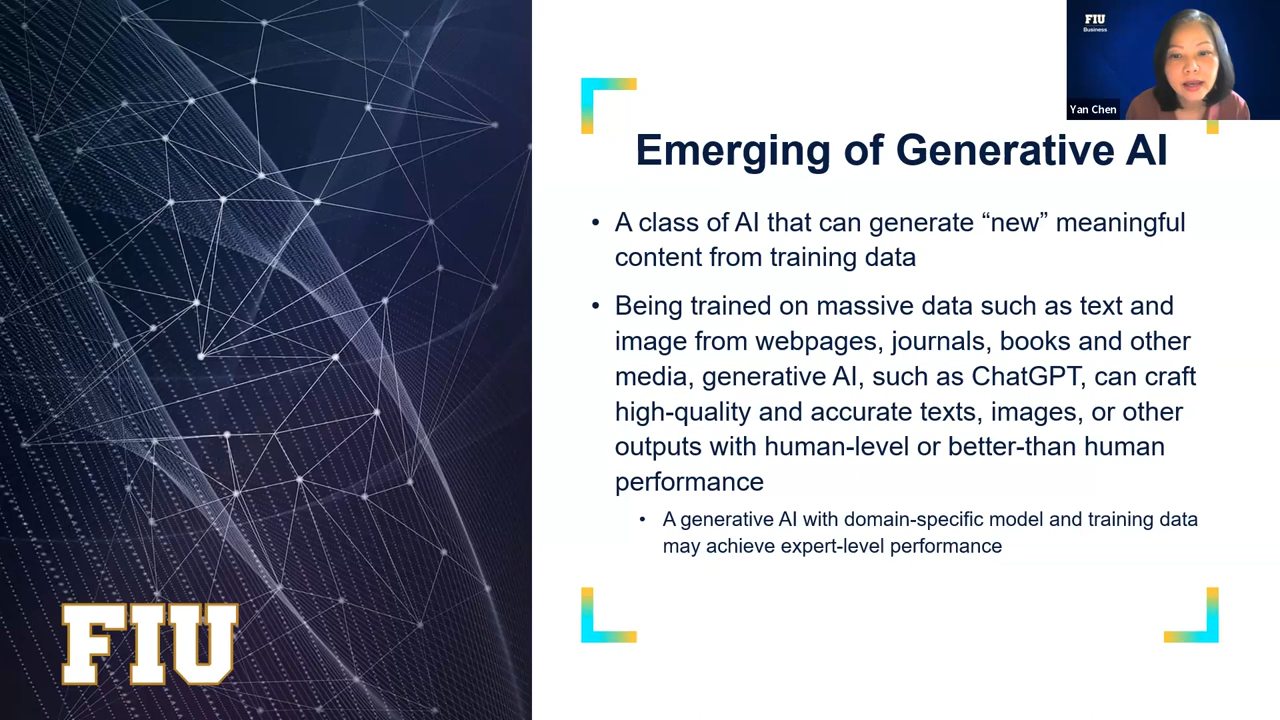 FIU
Business
Yan Chen
Emerging of Generative AI
• A class of AI that can generate “new” meaningful
content from training data
• Being trained on massive data such as text and
image from webpages, journals, books and other
media, generative AI, such as ChatGPT, can craft
high-quality and accurate texts, images, or other
outputs with human-level or better-than human
performance
• A generative AI with domain-specific model and training data
may achieve expert-level performance
FIU